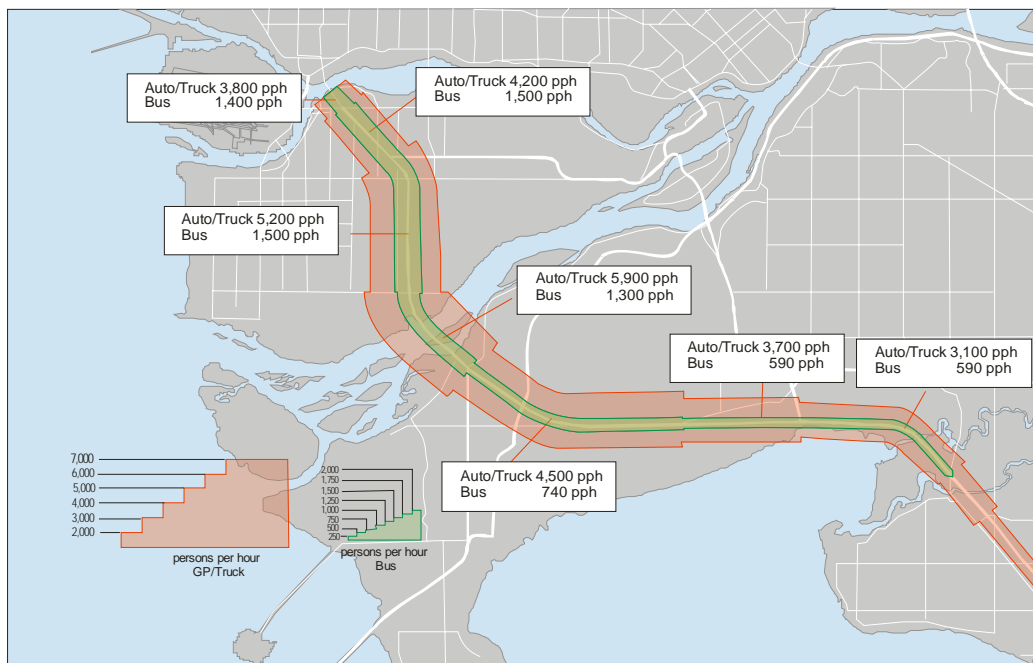 Auto/Truck 3,800 pph
Bus 1,400 pph
Auto/Truck 4,200 pph
Bus 1,500 pph
Auto/Truck 5,200 pph
Bus 1,500 pph
Auto/Truck 5,900 pph
Bus 1,300 pph
Auto/Truck 3,700 pph
590 pph
Auto/Truck 3,100 pph
Bus 590 pph
Auto/Truck 4,500 pph
Bus 740 pph
7,000
6,000
5,000
4,000
3,000
2,000
persons per hour
GP/Truck
2,000
1,750
1,500
1,250
1,000
750
500
250
persons per hour
Bus